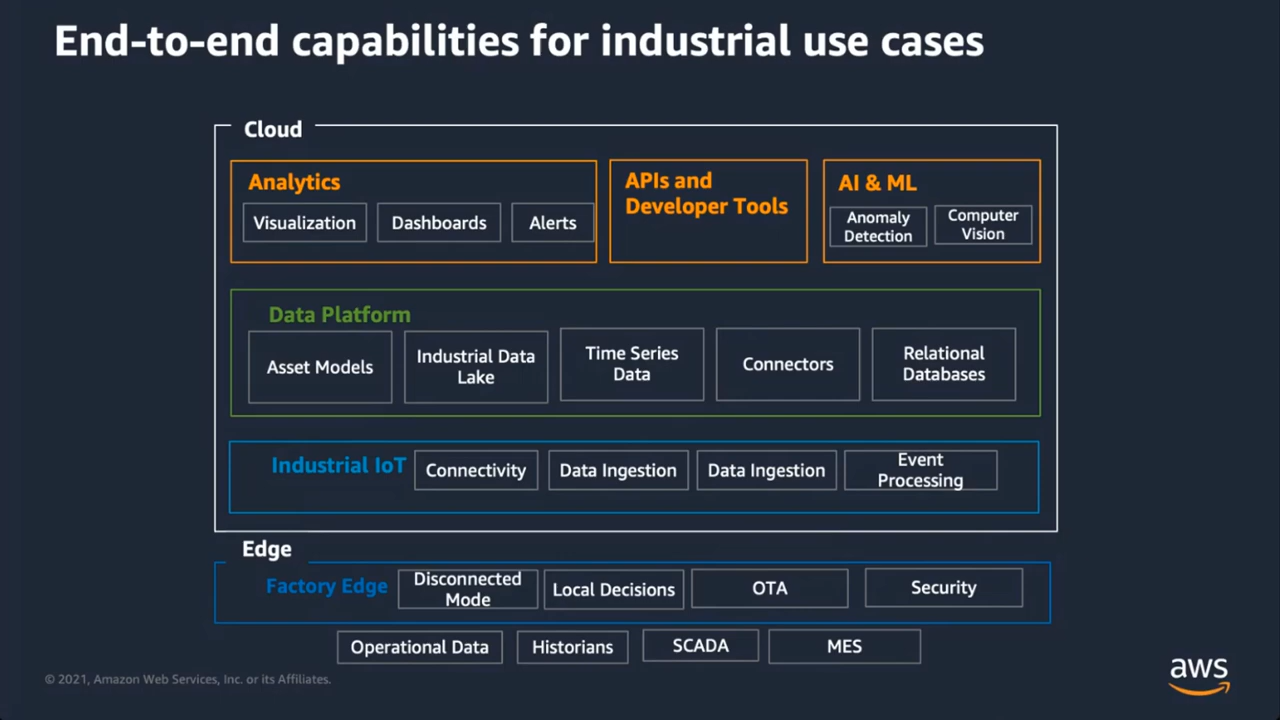 End-to-end capabilities for industrial use cases
Cloud
Analytics
Visualization
Dashboards
Alerts
APIs and
Developer Tools
AI & ML
Anomaly
Detection
Computer
Vision
Data Platform
Asset Models
Industrial Data
Lake
Time Series
Data
Connectors
Relational
Databases
Industrial IoT
Connectivity
Data Ingestion
Data Ingestion
Event
Processing
Edge
Factory Edge
Disconnected
Mode
Local Decisions
OTA
Security
Operational Data
Historians
SCADA
MES
© 2021, Amazon Web Services, Inc. or its Affiliates.
aws